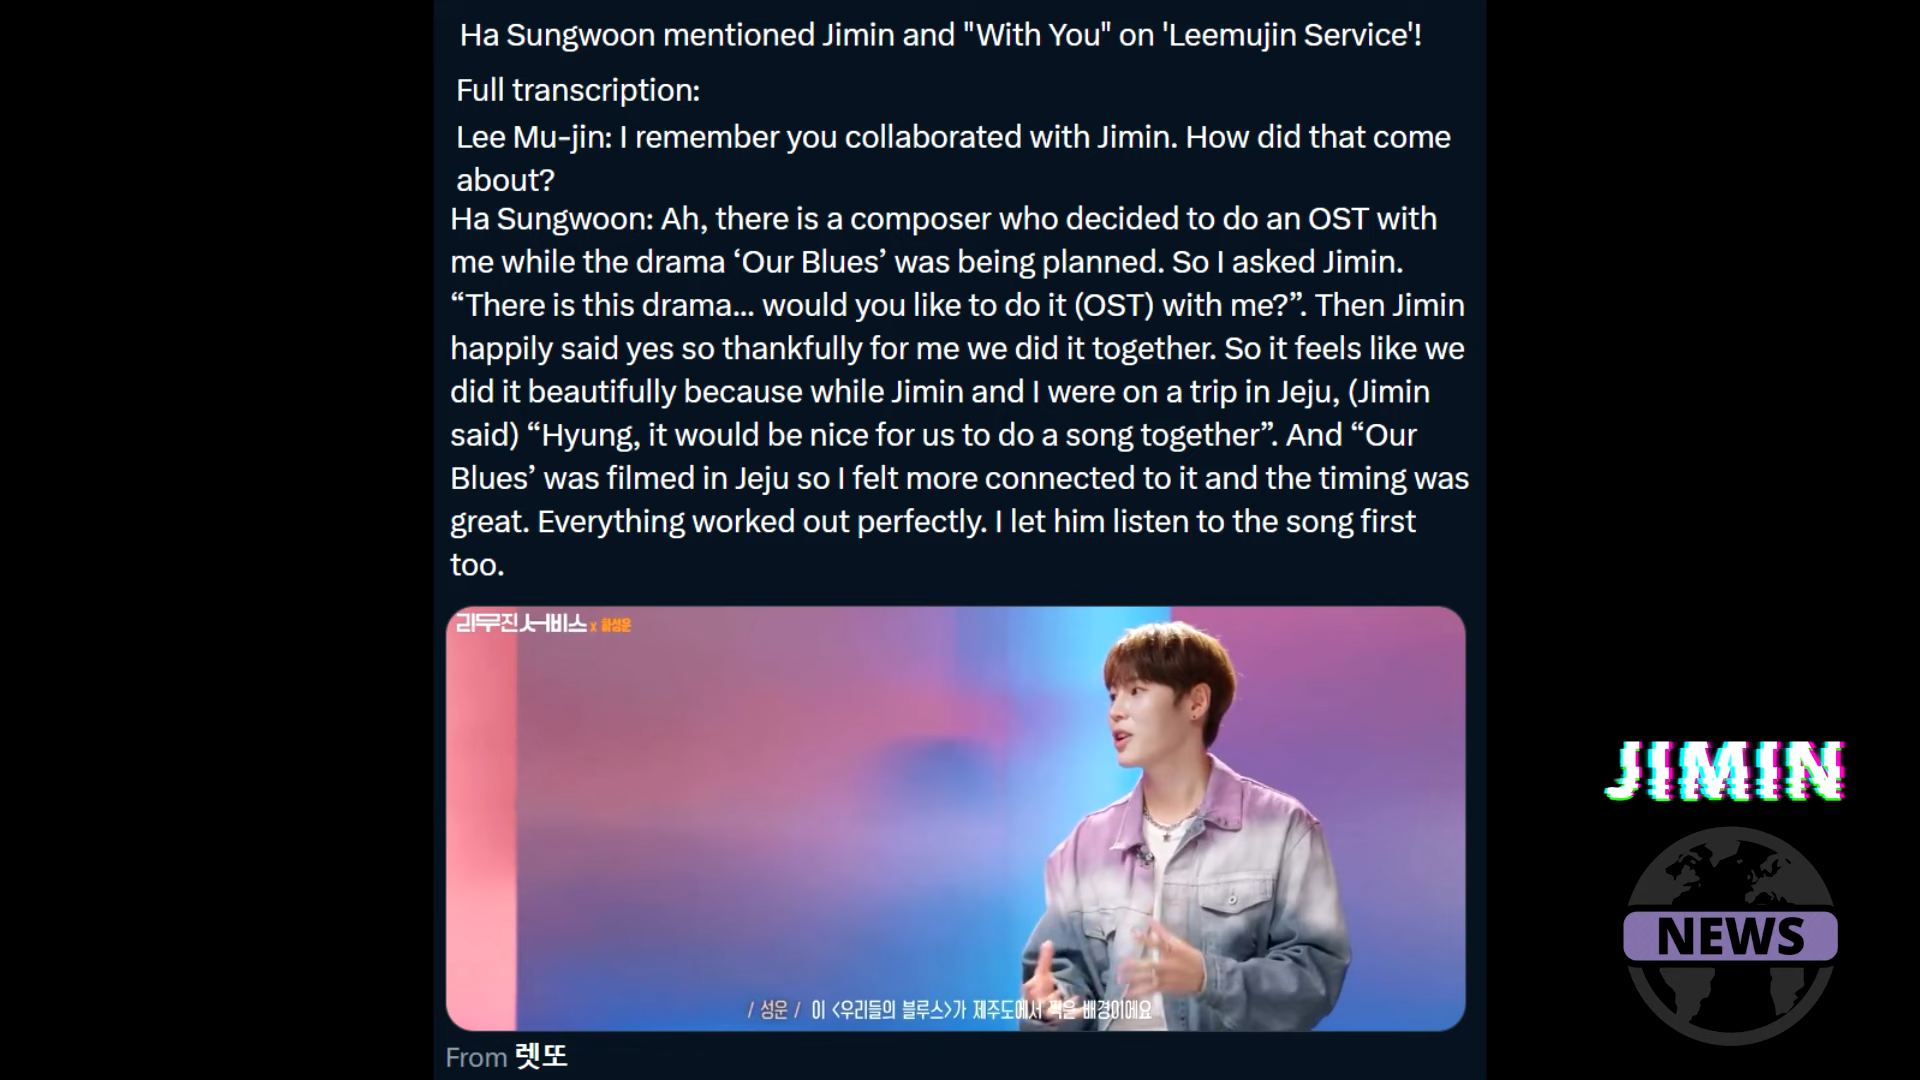 Ha Sungwoon mentioned Jimin and "With You" on 'Leemujin Service'!
Full transcription:
Lee Mu-jin: I remember you collaborated with Jimin. How did that come
about?
Ha Sungwoon: Ah, there is a composer who decided to do an OST with
me while the drama ‘Our Blues’ was being planned. So I asked Jimin.
“There is this drama... would you like to do it (OST) with me?”. Then Jimin
happily said yes so thankfully for me we did it together. So it feels like we
did it beautifully because while Jimin and I were on a trip in Jeju, (Jimin
said) “Hyung, it would be nice for us to do a song together”. And “Our
Blues’ was filmed in Jeju so I felt more connected to it and the timing was
great. Everything worked out perfectly. I let him listen to the song first
too.
리무진서비스 x 하성운
/ 성운 / 이 <우리들의 블루스>가 제주도에서 찍은 배경이에요
From 렛또
JIMIN
NEWS